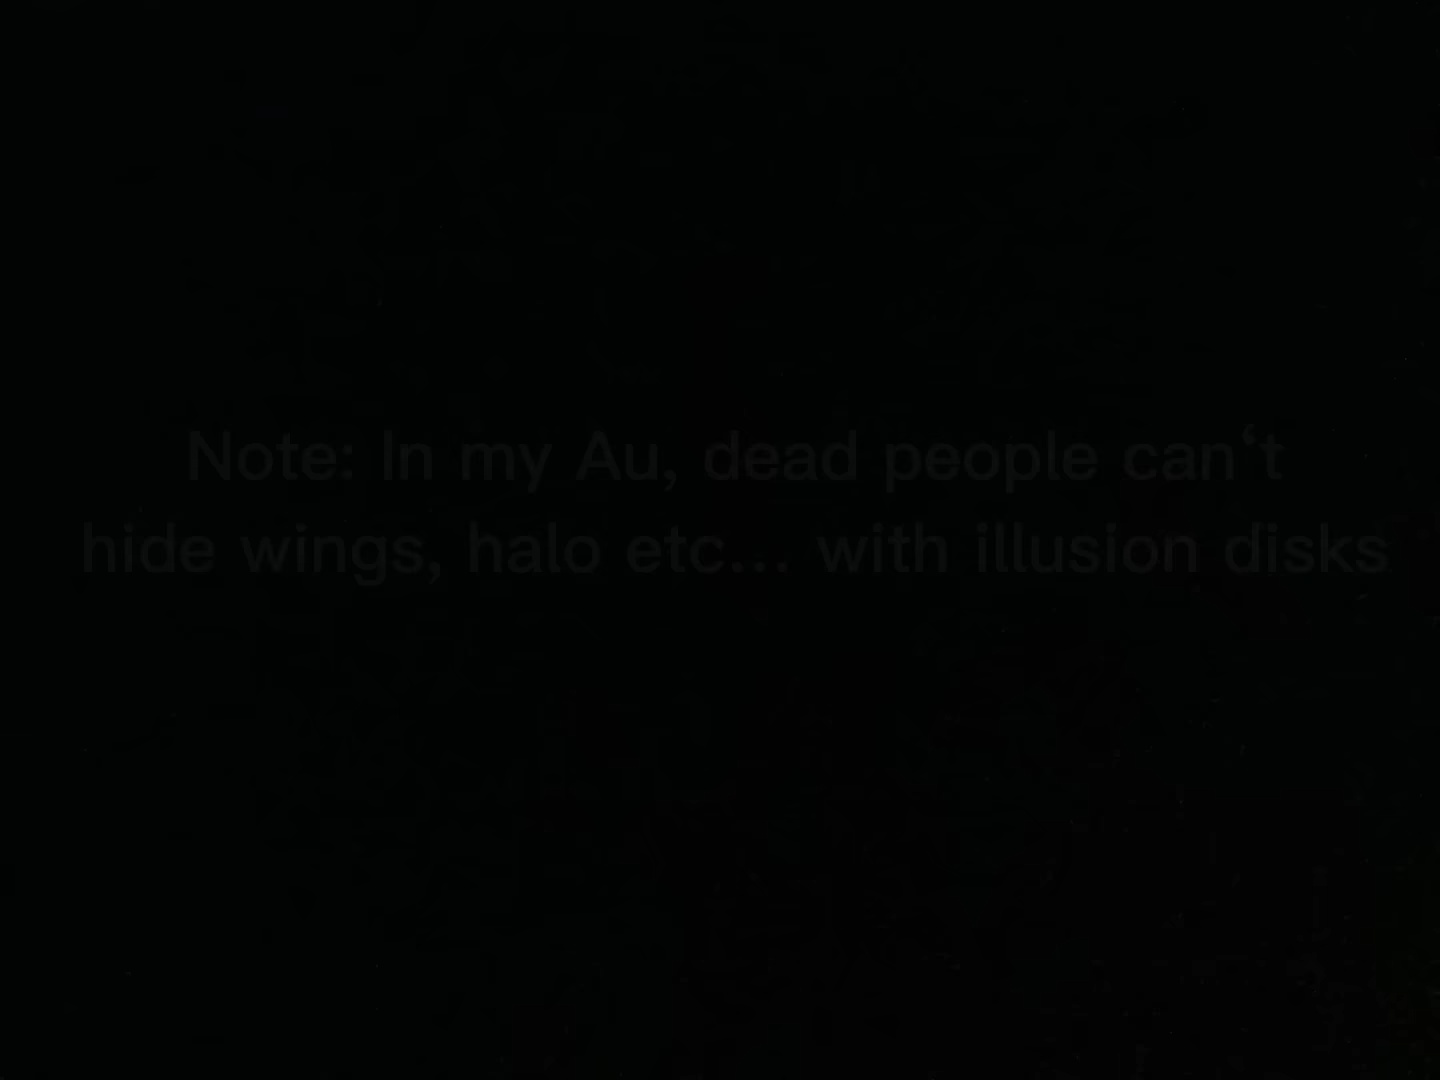 Note: In my Au, dead people can‘t
hide wings, halo etc... with illusion disks